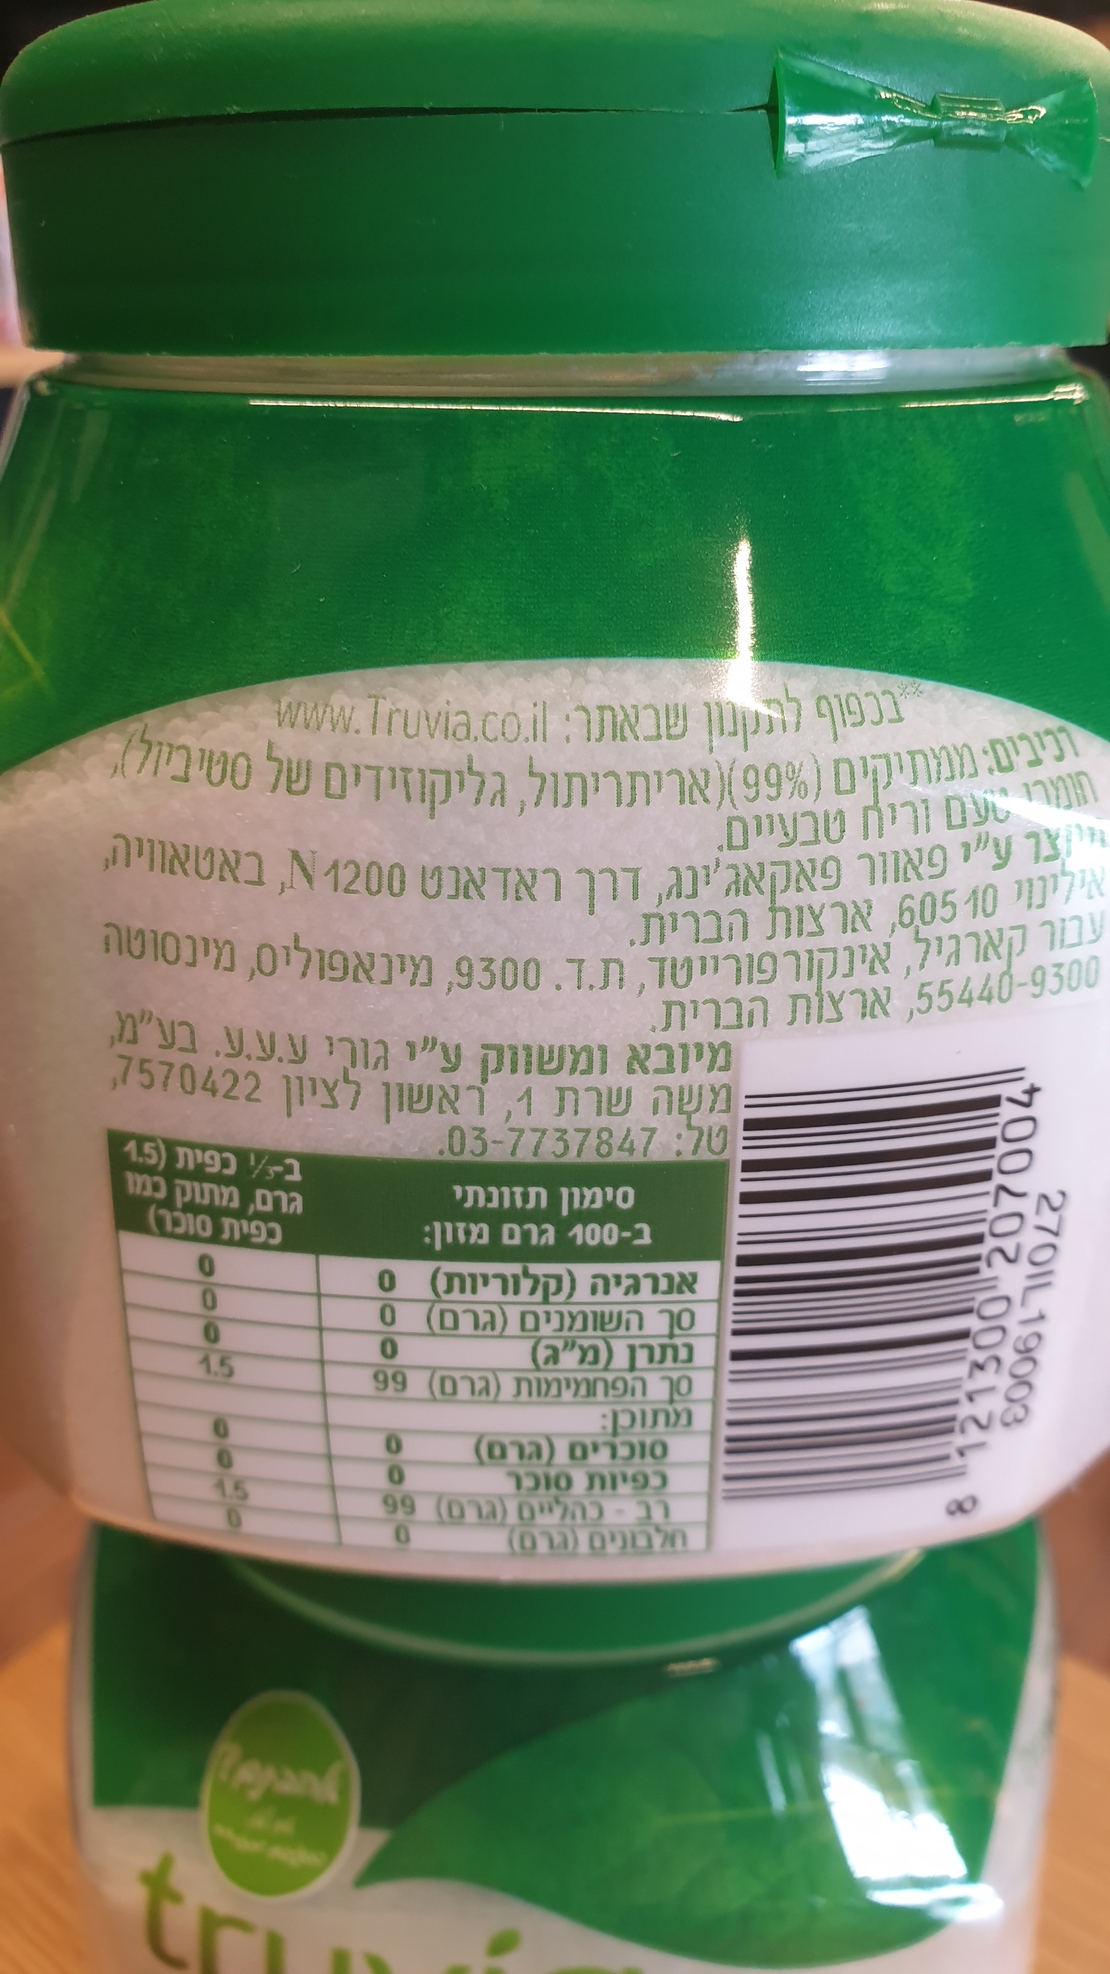 **בכפוף לתקנון שבאתר: www.Truvia.co.il
רכיבים: ממתיקים (99%)(אריתריתול, גליקוזידים של סטיביול),
חומרי טעם וריח טבעיים.
מיוצר ע"י פאוור פאקאג'ינג, דרך ראדאנט N 1200, באטאוויה,
אילינוי 60510, ארצות הברית.
עבור קארגיל, אינקורפורייטד, ת.ד. 9300, מינאפוליס, מינסוטה
55440-9300, ארצות הברית.
מיובא ומשווק ע"י גורי ע.ע.ע. בע"מ,
משה שרת 1, ראשון לציון 7570422,
טל: 03-7737847.
סימון תזונתי
ב-100 גרם מזון:
ב-⅓ כפית (1.5
גרם, מתוק כמו
כפית סוכר)
אנרגיה (קלוריות) 0 0
סך השומנים (גרם) 0 0
נתרן (מ"ג) 0 0
סך הפחמימות (גרם) 99 1.5
מתוכן:
סוכרים (גרם) 0 0
כפיות סוכר 0 0
רב - כהליים (גרם) 99 1.5
חלבונים (גרם) 0 0
8 121300 207004
270IL19003
truvia